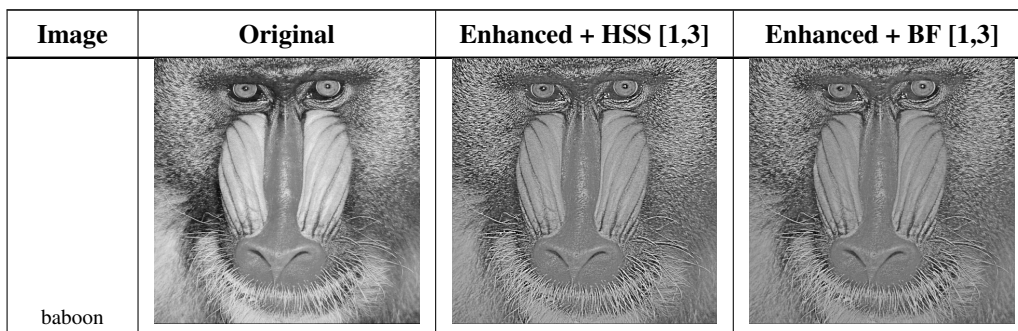 Image Original Enhanced + HSS [1,3] Enhanced + BF [1,3]
baboon